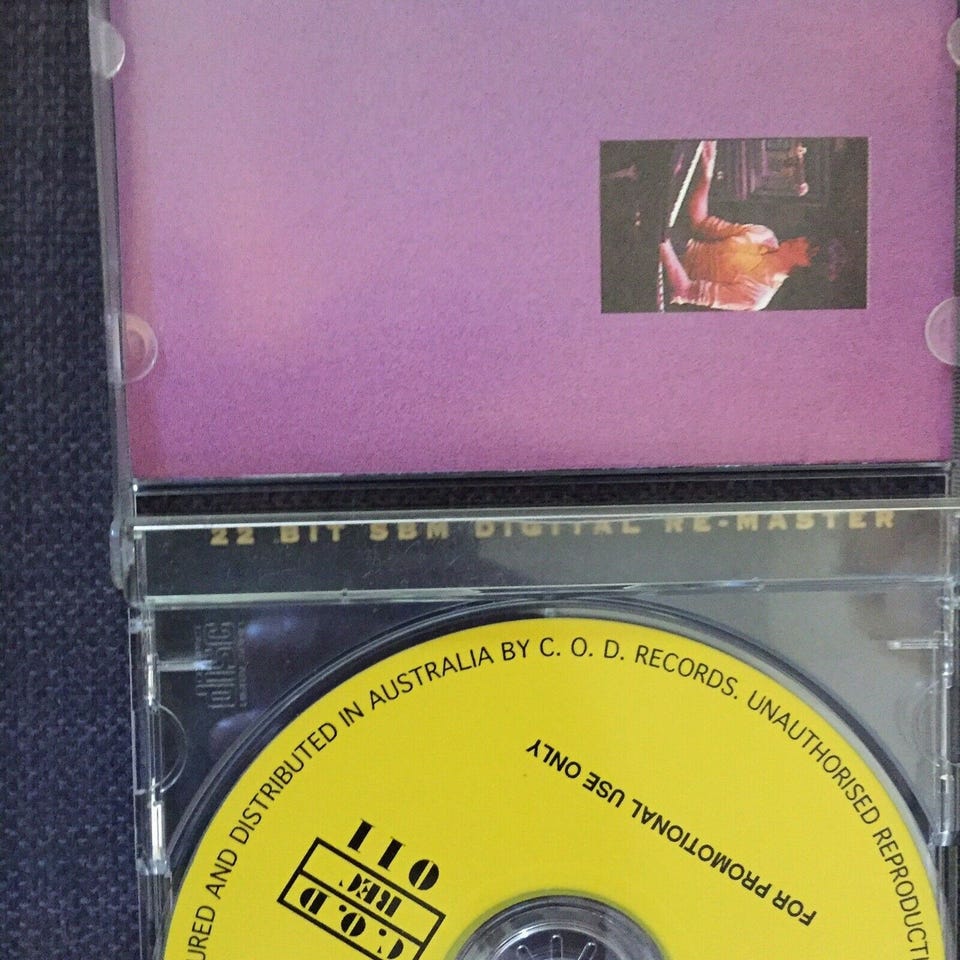 22 BIT SBM DIGITAL RE-MASTER
URED AND DISTRIBUTED IN AUSTRALIA BY C. O. D. RECORDS. UNAUTHORISED REPRODUCTI
FOR PROMOTIONAL USE ONLY
C.O.D
REC
011
disc